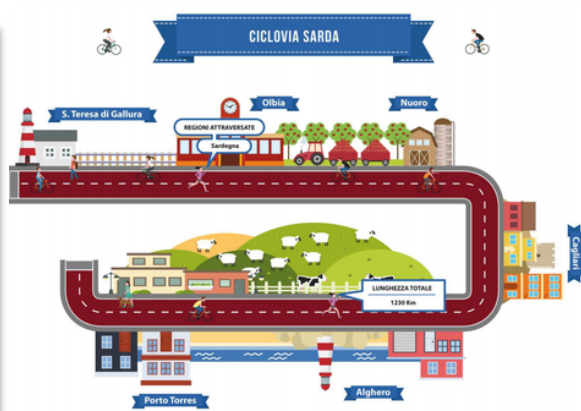 CICLOVIA SARDA
S. Teresa di Gallura
Olbia
Nuoro
REGIONI ATTRAVERSATE
Sardegna
Cagliari
LUNGHEZZA TOTALE
1230 Km
Porto Torres
Alghero